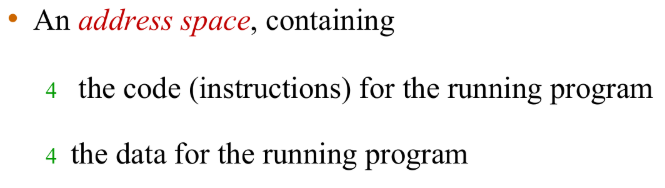 • An address space, containing
4 the code (instructions) for the running program
4 the data for the running program